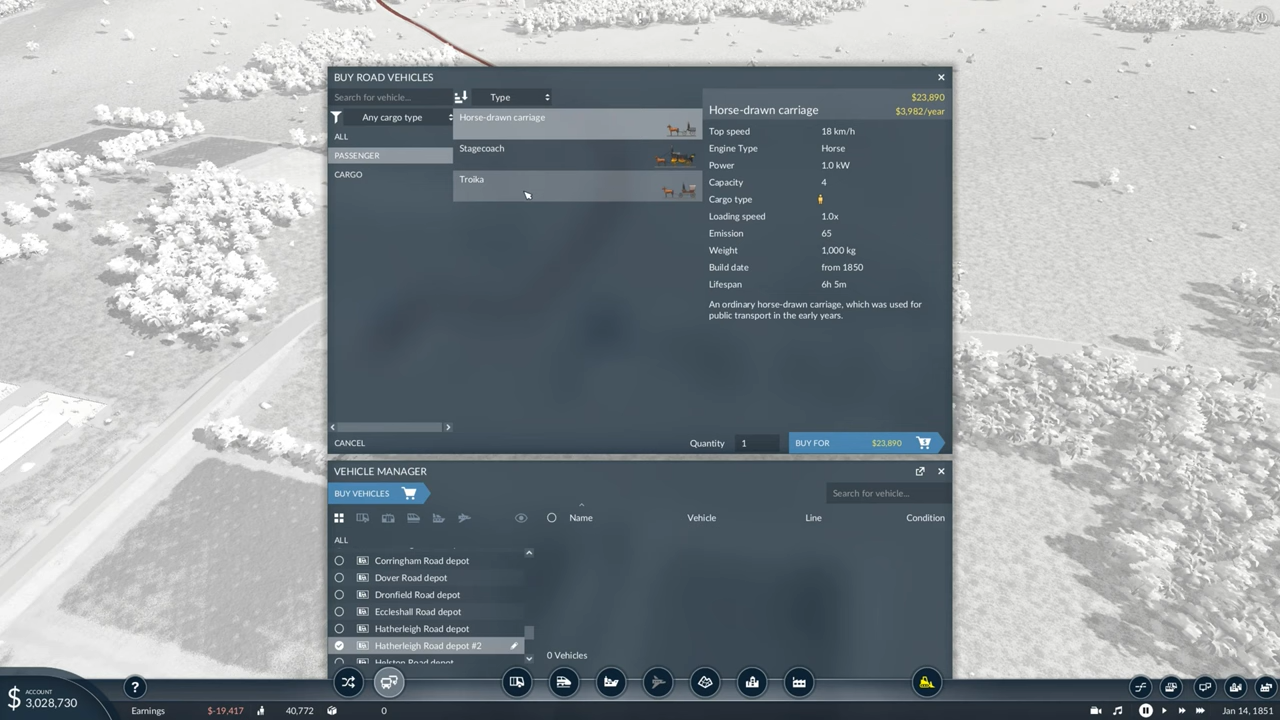 BUY ROAD VEHICLES
Search for vehicle...
Type
Any cargo type
ALL
PASSENGER
CARGO
Horse-drawn carriage
Stagecoach
Troika
$23,890
Horse-drawn carriage
$3,982/year
Top speed 18 km/h
Engine Type Horse
Power 1.0 kW
Capacity 4
Cargo type
Loading speed 1.0x
Emission 65
Weight 1,000 kg
Build date from 1850
Lifespan 6h 5m
An ordinary horse-drawn carriage, which was used for
public transport in the early years.
CANCEL
Quantity 1
BUY FOR $23,890
VEHICLE MANAGER
BUY VEHICLES
Search for vehicle...
Name Vehicle Line Condition
ALL
Corringham Road depot
Dover Road depot
Dronfield Road depot
Eccleshall Road depot
Hatherleigh Road depot
Hatherleigh Road depot #2
Helston Road depot
0 Vehicles
$ ACCOUNT
3,028,730
?
Earnings $-19,417 40,772 0
Jan 14, 1851